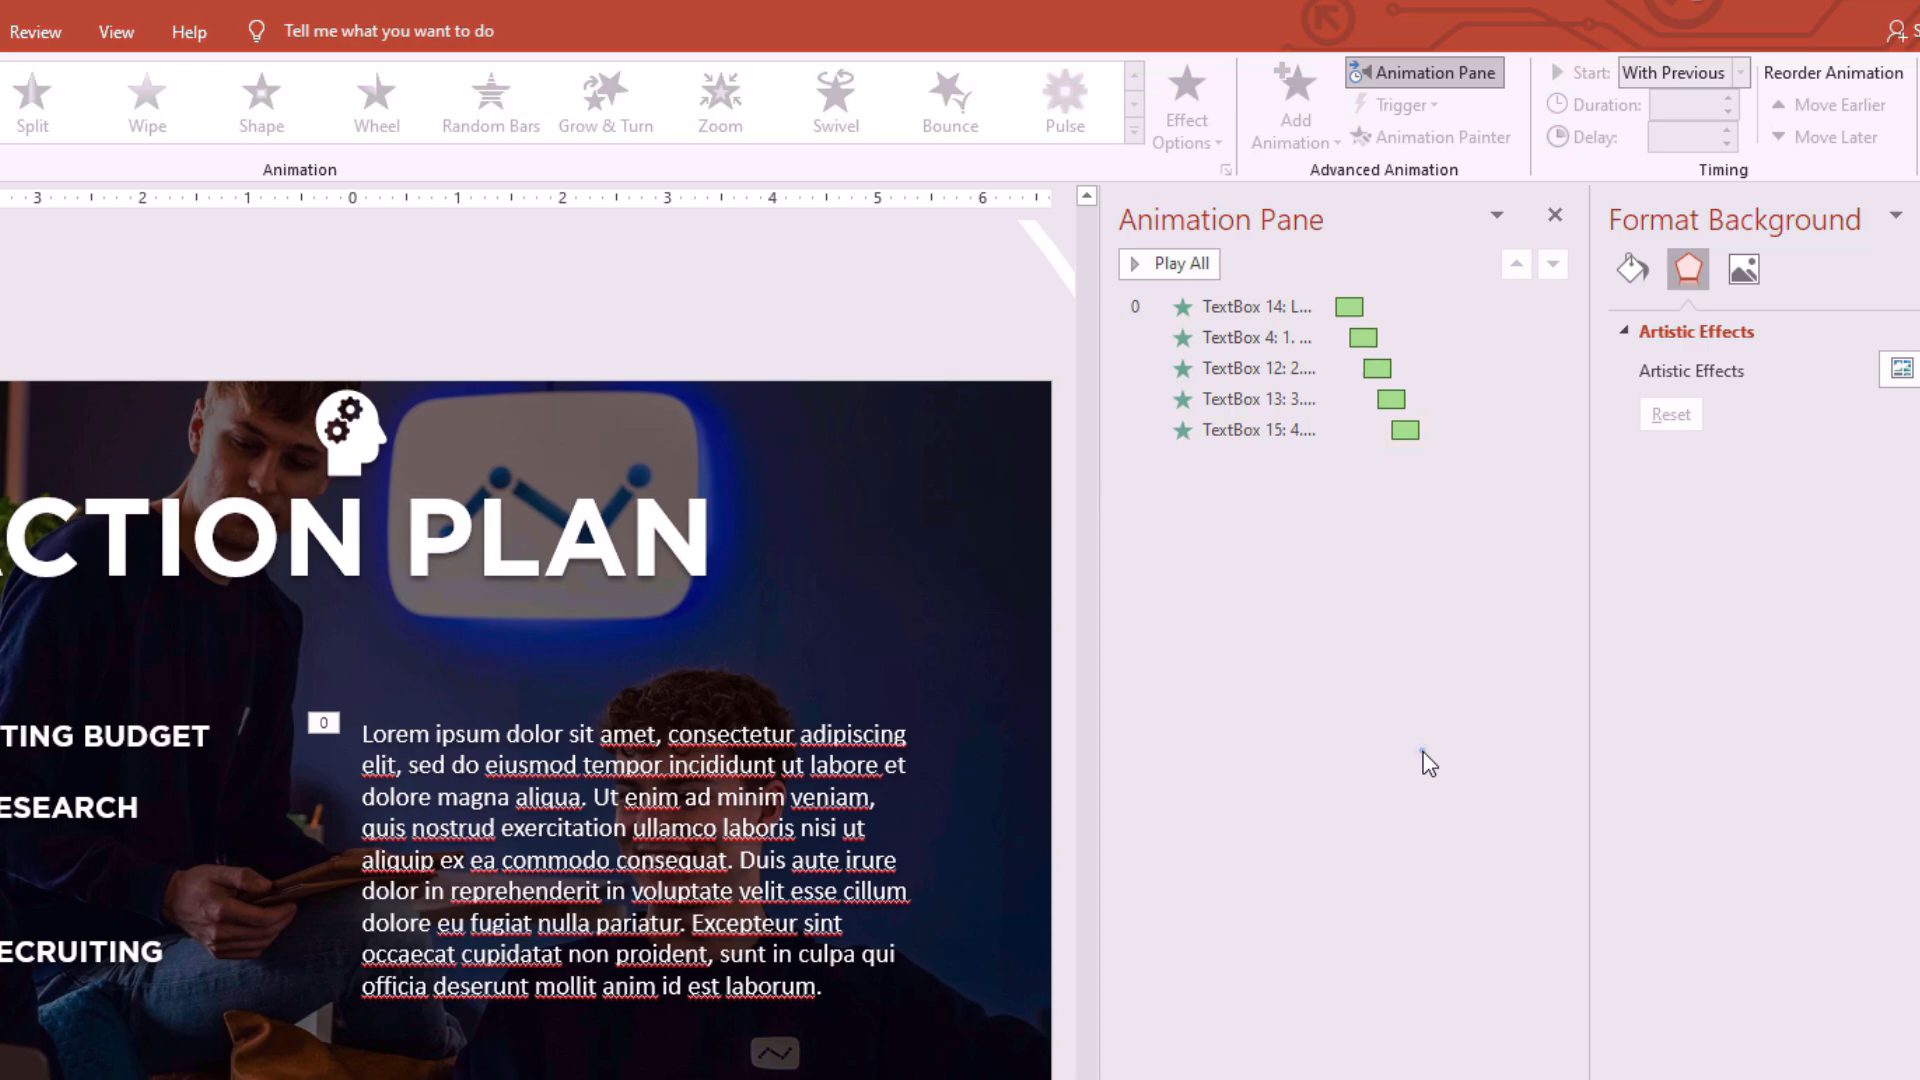 Review View Help Tell me what you want to do
Split Wipe Shape Wheel Random Bars Grow & Turn Zoom Swivel Bounce Pulse
Animation
Effect
Options
Add
Animation
Animation Pane
Trigger
Animation Painter
Advanced Animation
Start: With Previous
Duration:
Delay:
Reorder Animation
Move Earlier
Move Later
Timing
3 2 1 0 1 2 3 4 5 6
Animation Pane
Play All
0 TextBox 14: L...
TextBox 4: 1. ...
TextBox 12: 2....
TextBox 13: 3....
TextBox 15: 4....
Format Background
Artistic Effects
Artistic Effects
Reset
CTION PLAN
TING BUDGET
ESEARCH
ECRUITING
0
Lorem ipsum dolor sit amet, consectetur adipiscing
elit, sed do eiusmod tempor incididunt ut labore et
dolore magna aliqua. Ut enim ad minim veniam,
quis nostrud exercitation ullamco laboris nisi ut
aliquip ex ea commodo consequat. Duis aute irure
dolor in reprehenderit in voluptate velit esse cillum
dolore eu fugiat nulla pariatur. Excepteur sint
occaecat cupidatat non proident, sunt in culpa qui
officia deserunt mollit anim id est laborum.